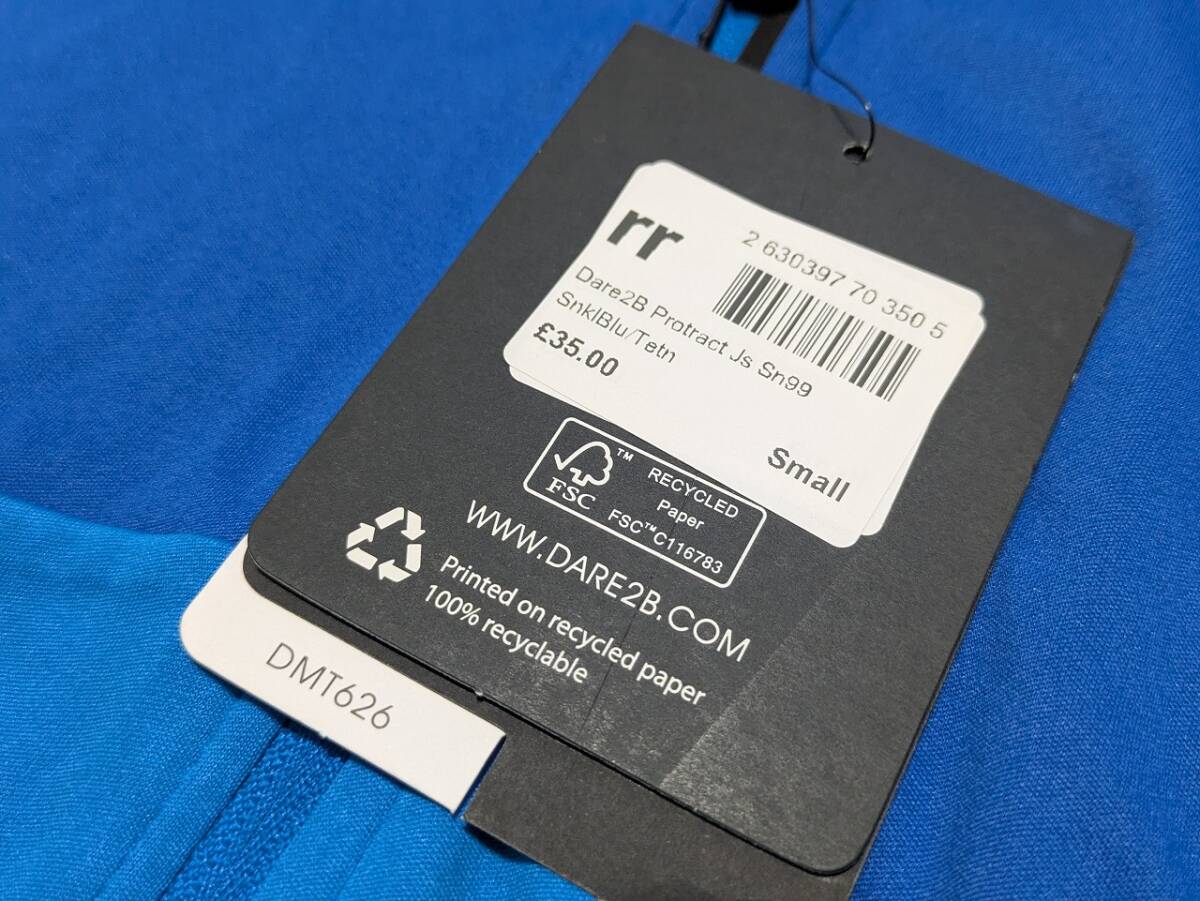 rr
2 630397 70 350 5
Dare2B Protract Js Sn99
SnklBlu/Tetn
£35.00
Small
FSC
™
RECYCLED
Paper
FSC™C116783
WWW.DARE2B.COM
Printed on recycled paper
100% recyclable
DMT626